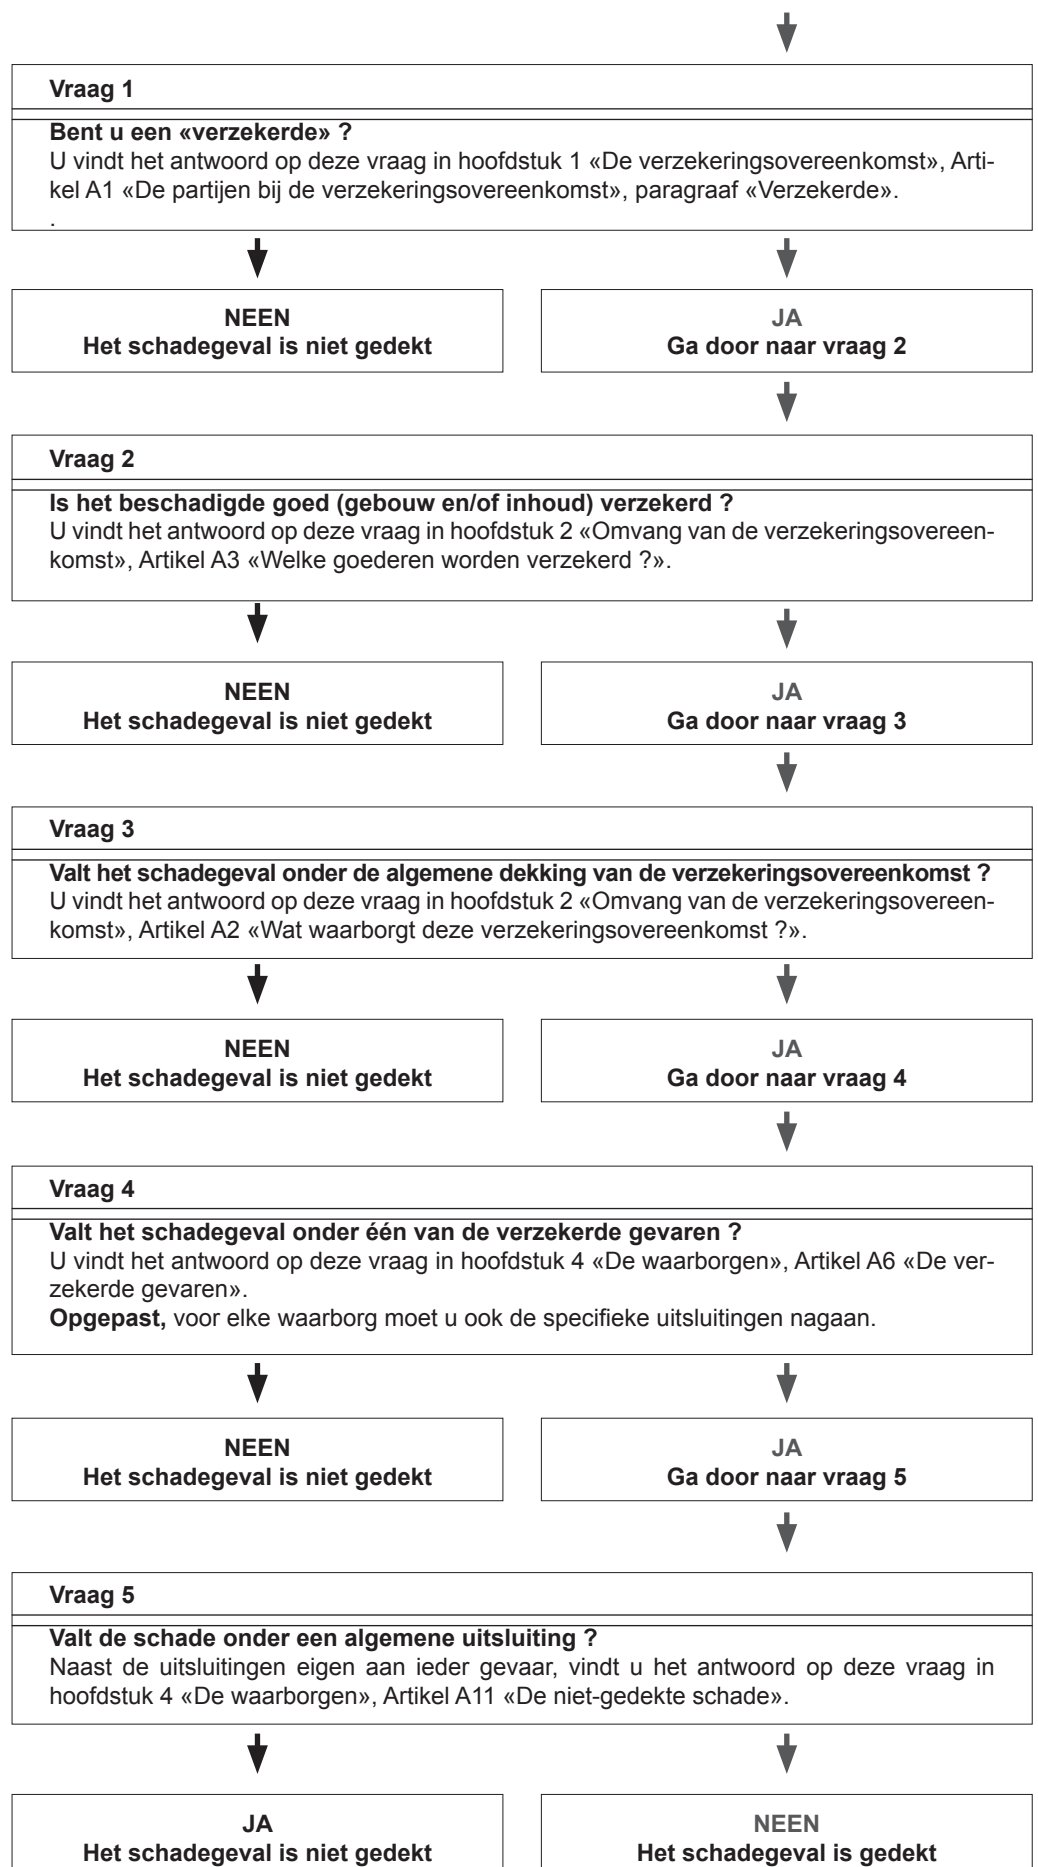 Vraag 1
Bent u een «verzekerde» ?
U vindt het antwoord op deze vraag in hoofdstuk 1 «De verzekeringsovereenkomst», Arti-
kel A1 «De partijen bij de verzekeringsovereenkomst», paragraaf «Verzekerde».
.
NEEN
Het schadegeval is niet gedekt
JA
Ga door naar vraag 2
Vraag 2
Is het beschadigde goed (gebouw en/of inhoud) verzekerd ?
U vindt het antwoord op deze vraag in hoofdstuk 2 «Omvang van de verzekeringsovereen-
komst», Artikel A3 «Welke goederen worden verzekerd ?».
NEEN
Het schadegeval is niet gedekt
JA
Ga door naar vraag 3
Vraag 3
Valt het schadegeval onder de algemene dekking van de verzekeringsovereenkomst ?
U vindt het antwoord op deze vraag in hoofdstuk 2 «Omvang van de verzekeringsovereen-
komst», Artikel A2 «Wat waarborgt deze verzekeringsovereenkomst ?».
NEEN
Het schadegeval is niet gedekt
JA
Ga door naar vraag 4
Vraag 4
Valt het schadegeval onder één van de verzekerde gevaren ?
U vindt het antwoord op deze vraag in hoofdstuk 4 «De waarborgen», Artikel A6 «De ver-
zekerde gevaren».
Opgepast, voor elke waarborg moet u ook de specifieke uitsluitingen nagaan.
NEEN
Het schadegeval is niet gedekt
JA
Ga door naar vraag 5
Vraag 5
Valt de schade onder een algemene uitsluiting ?
Naast de uitsluitingen eigen aan ieder gevaar, vindt u het antwoord op deze vraag in
hoofdstuk 4 «De waarborgen», Artikel A11 «De niet-gedekte schade».
JA
Het schadegeval is niet gedekt
NEEN
Het schadegeval is gedekt